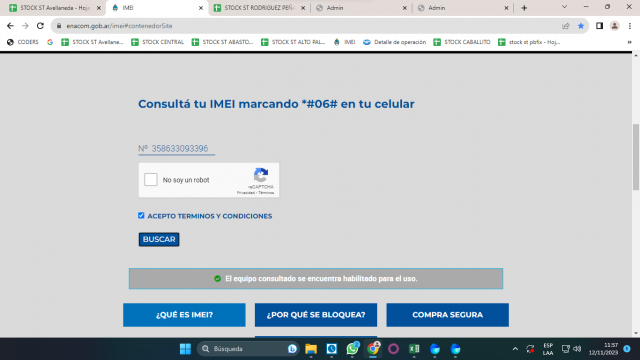 STOCK ST Avellaneda - Hoja
IMEI
STOCK ST RODRIGUEZ PEÑ
Admin
Admin
enacom.gob.ar/imei#contenedorSite
CODERS
STOCK ST Avellane...
STOCK CENTRAL
STOCK ST ABASTO...
STOCK ST ALTO PAL...
IMEI
Detalle de operación
STOCK CABALLITO
stock st pbfix - Hoj...
Consultá tu IMEI marcando *#06# en tu celular
Nº 358633093396
No soy un robot
reCAPTCHA
Privacidad - Términos
ACEPTO TERMINOS Y CONDICIONES
BUSCAR
El equipo consultado se encuentra habilitado para el uso.
¿QUÉ ES IMEI?
¿POR QUÉ SE BLOQUEA?
COMPRA SEGURA
Búsqueda
ESP
LAA
11:57
12/11/2023